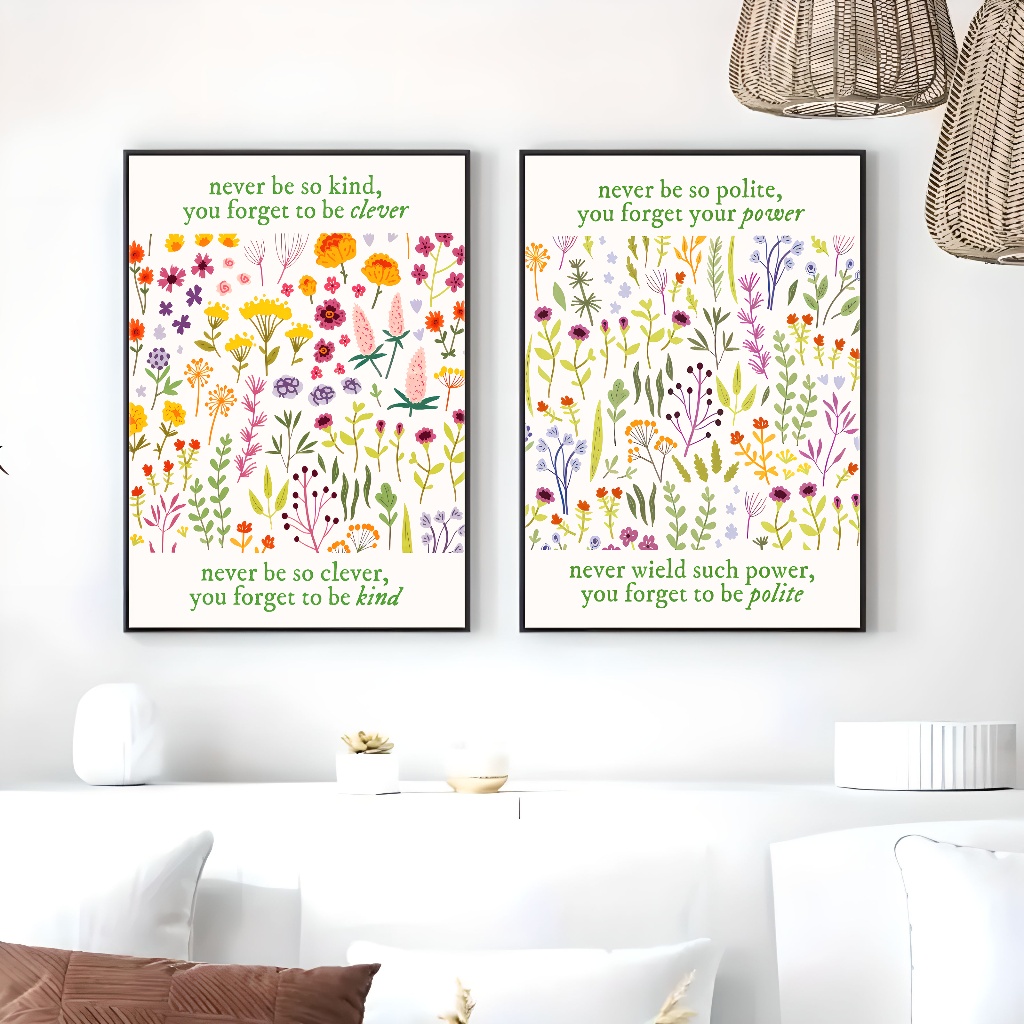 never be so kind,
you forget to be clever
never be so clever,
you forget to be kind
never be so polite,
you forget your power
never wield such power,
you forget to be polite